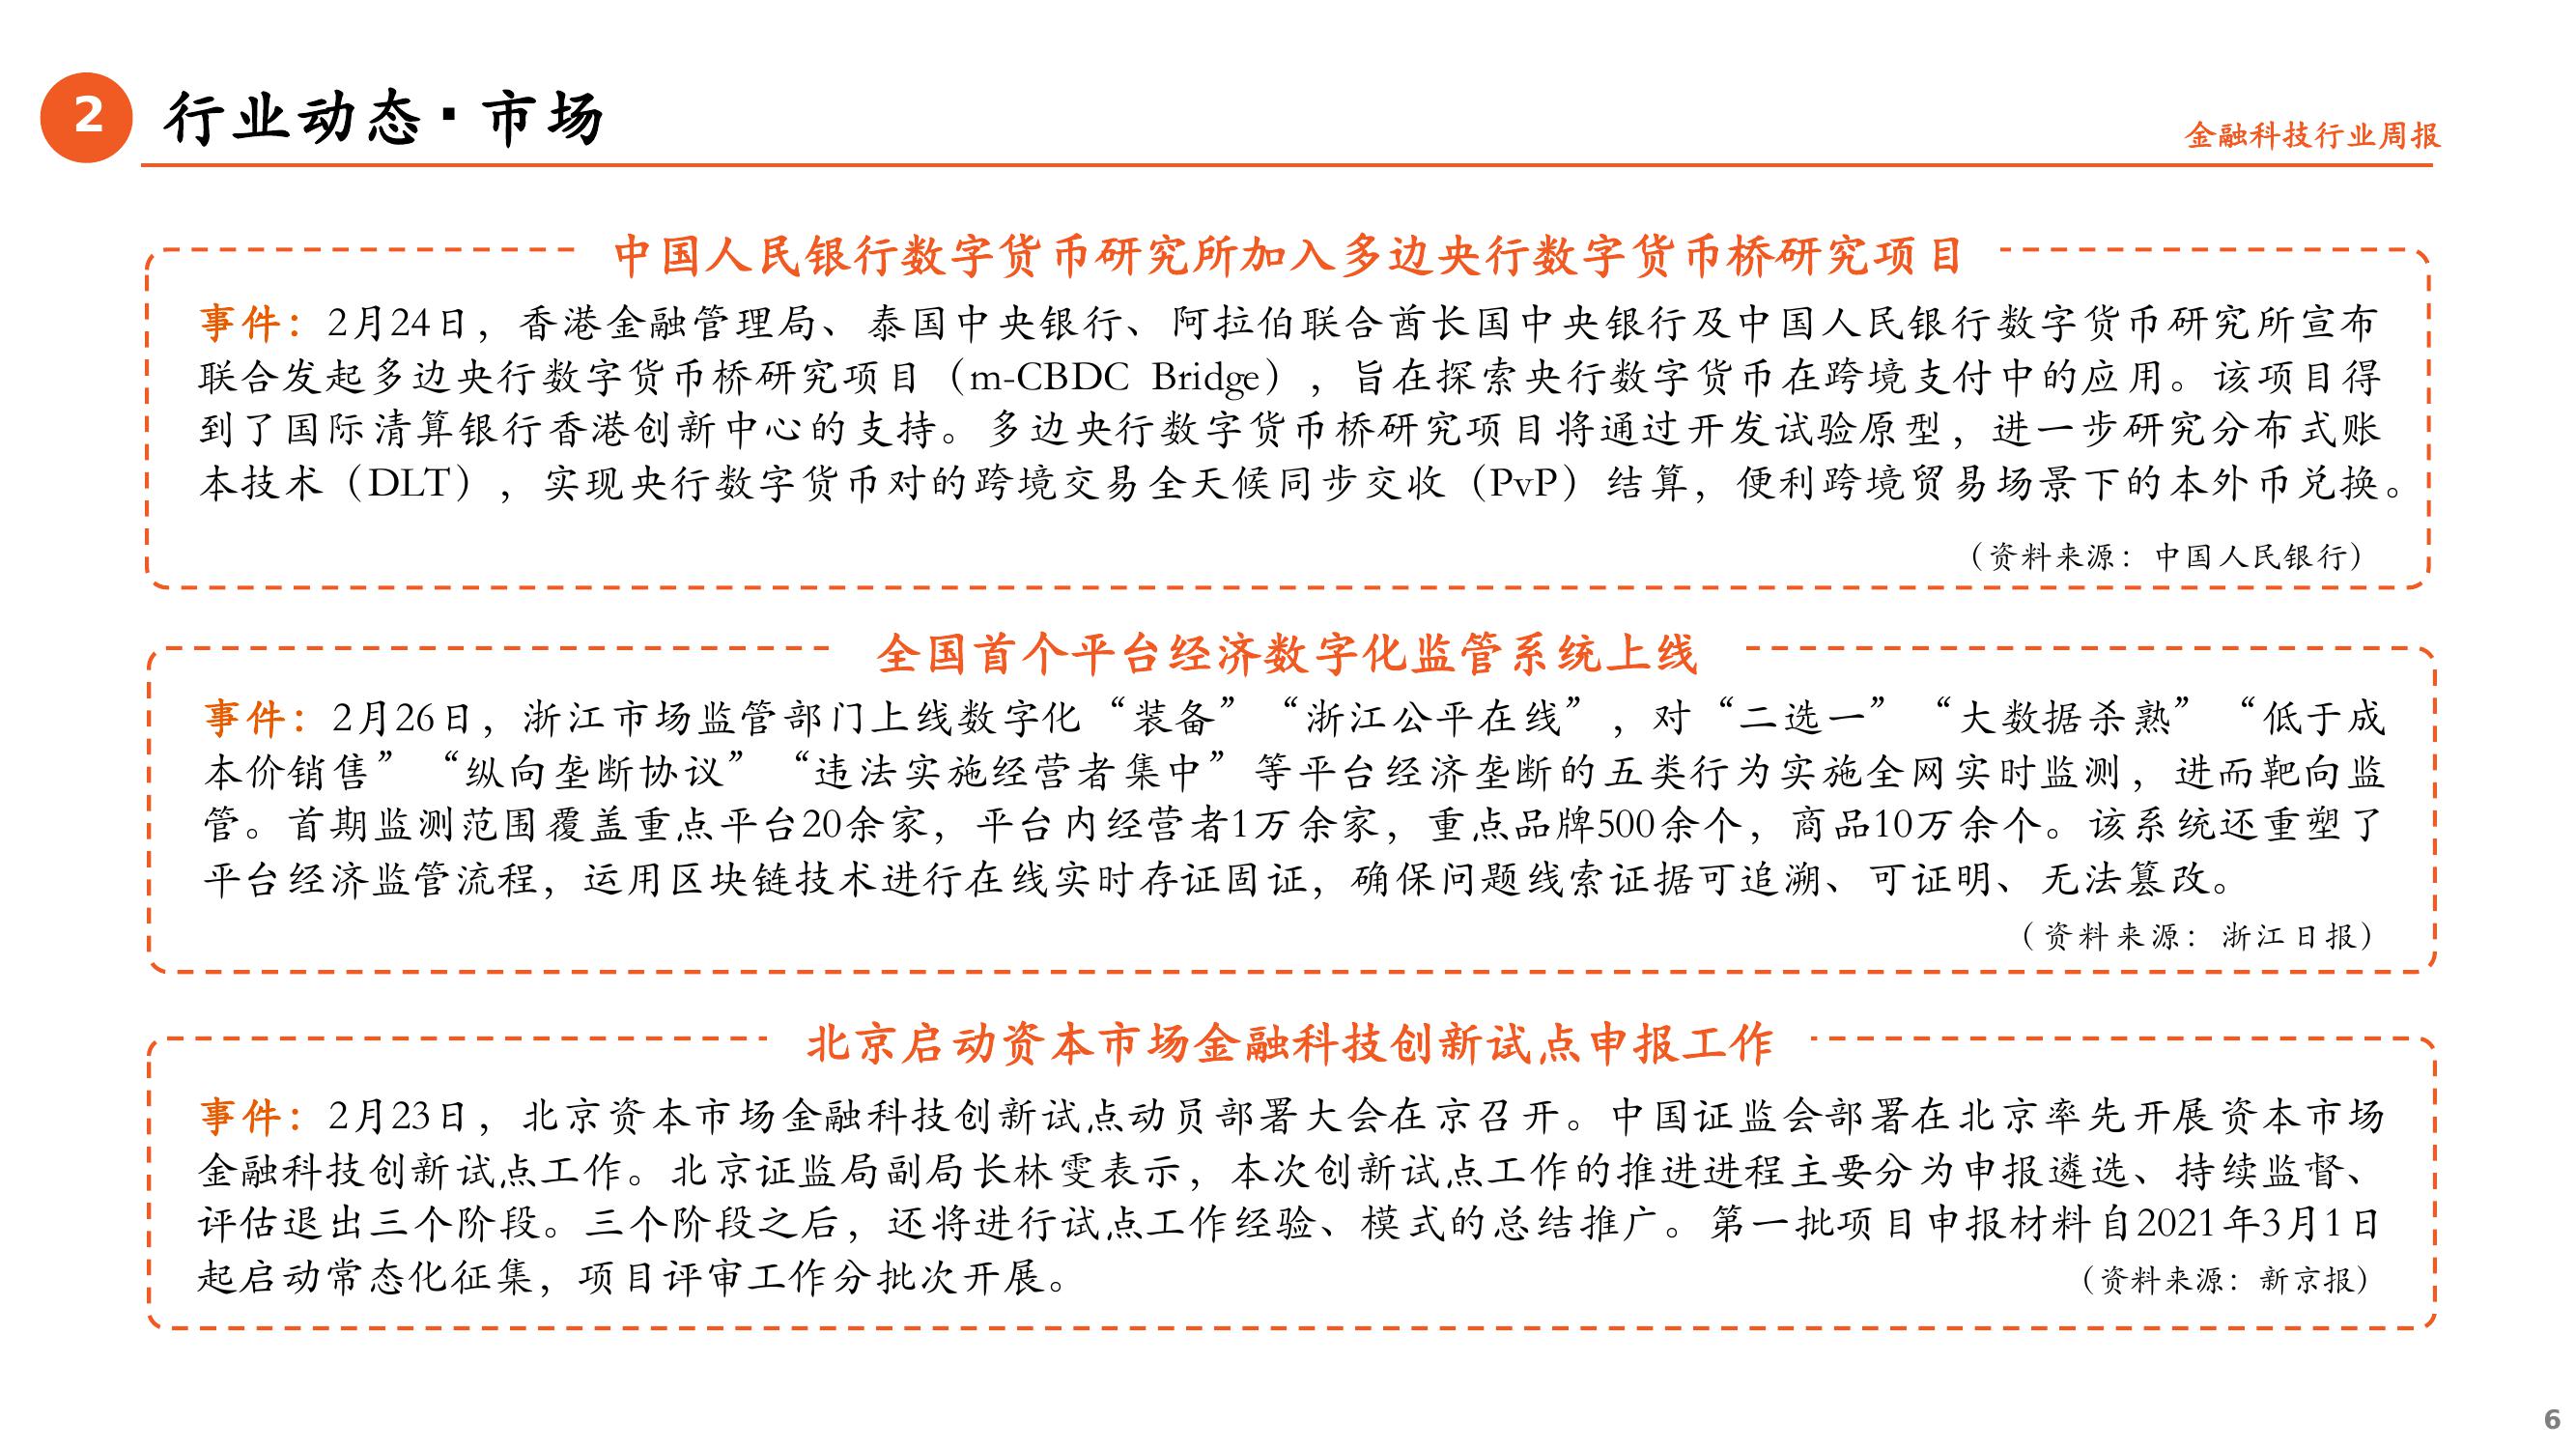 2
行业动态▪市场
金融科技行业周报
中国人民银行数字货币研究所加入多边央行数字货币桥研究项目
事件：2月24日，香港金融管理局、泰国中央银行、阿拉伯联合酋长国中央银行及中国人民银行数字货币研究所宣布
联合发起多边央行数字货币桥研究项目（m-CBDC Bridge），旨在探索央行数字货币在跨境支付中的应用。该项目得
到了国际清算银行香港创新中心的支持。多边央行数字货币桥研究项目将通过开发试验原型，进一步研究分布式账
本技术（DLT），实现央行数字货币对的跨境交易全天候同步交收（PvP）结算，便利跨境贸易场景下的本外币兑换。
（资料来源：中国人民银行）
全国首个平台经济数字化监管系统上线
事件：2月26日，浙江市场监管部门上线数字化“装备”“浙江公平在线”，对“二选一”“大数据杀熟”“低于成
本价销售”“纵向垄断协议”“违法实施经营者集中”等平台经济垄断的五类行为实施全网实时监测，进而靶向监
管。首期监测范围覆盖重点平台20余家，平台内经营者1万余家，重点品牌500余个，商品10万余个。该系统还重塑了
平台经济监管流程，运用区块链技术进行在线实时存证固证，确保问题线索证据可追溯、可证明、无法篡改。
（资料来源：浙江日报）
北京启动资本市场金融科技创新试点申报工作
事件：2月23日，北京资本市场金融科技创新试点动员部署大会在京召开。中国证监会部署在北京率先开展资本市场
金融科技创新试点工作。北京证监局副局长林雯表示，本次创新试点工作的推进进程主要分为申报遴选、持续监督、
评估退出三个阶段。三个阶段之后，还将进行试点工作经验、模式的总结推广。第一批项目申报材料自2021年3月1日
起启动常态化征集，项目评审工作分批次开展。
（资料来源：新京报）
6